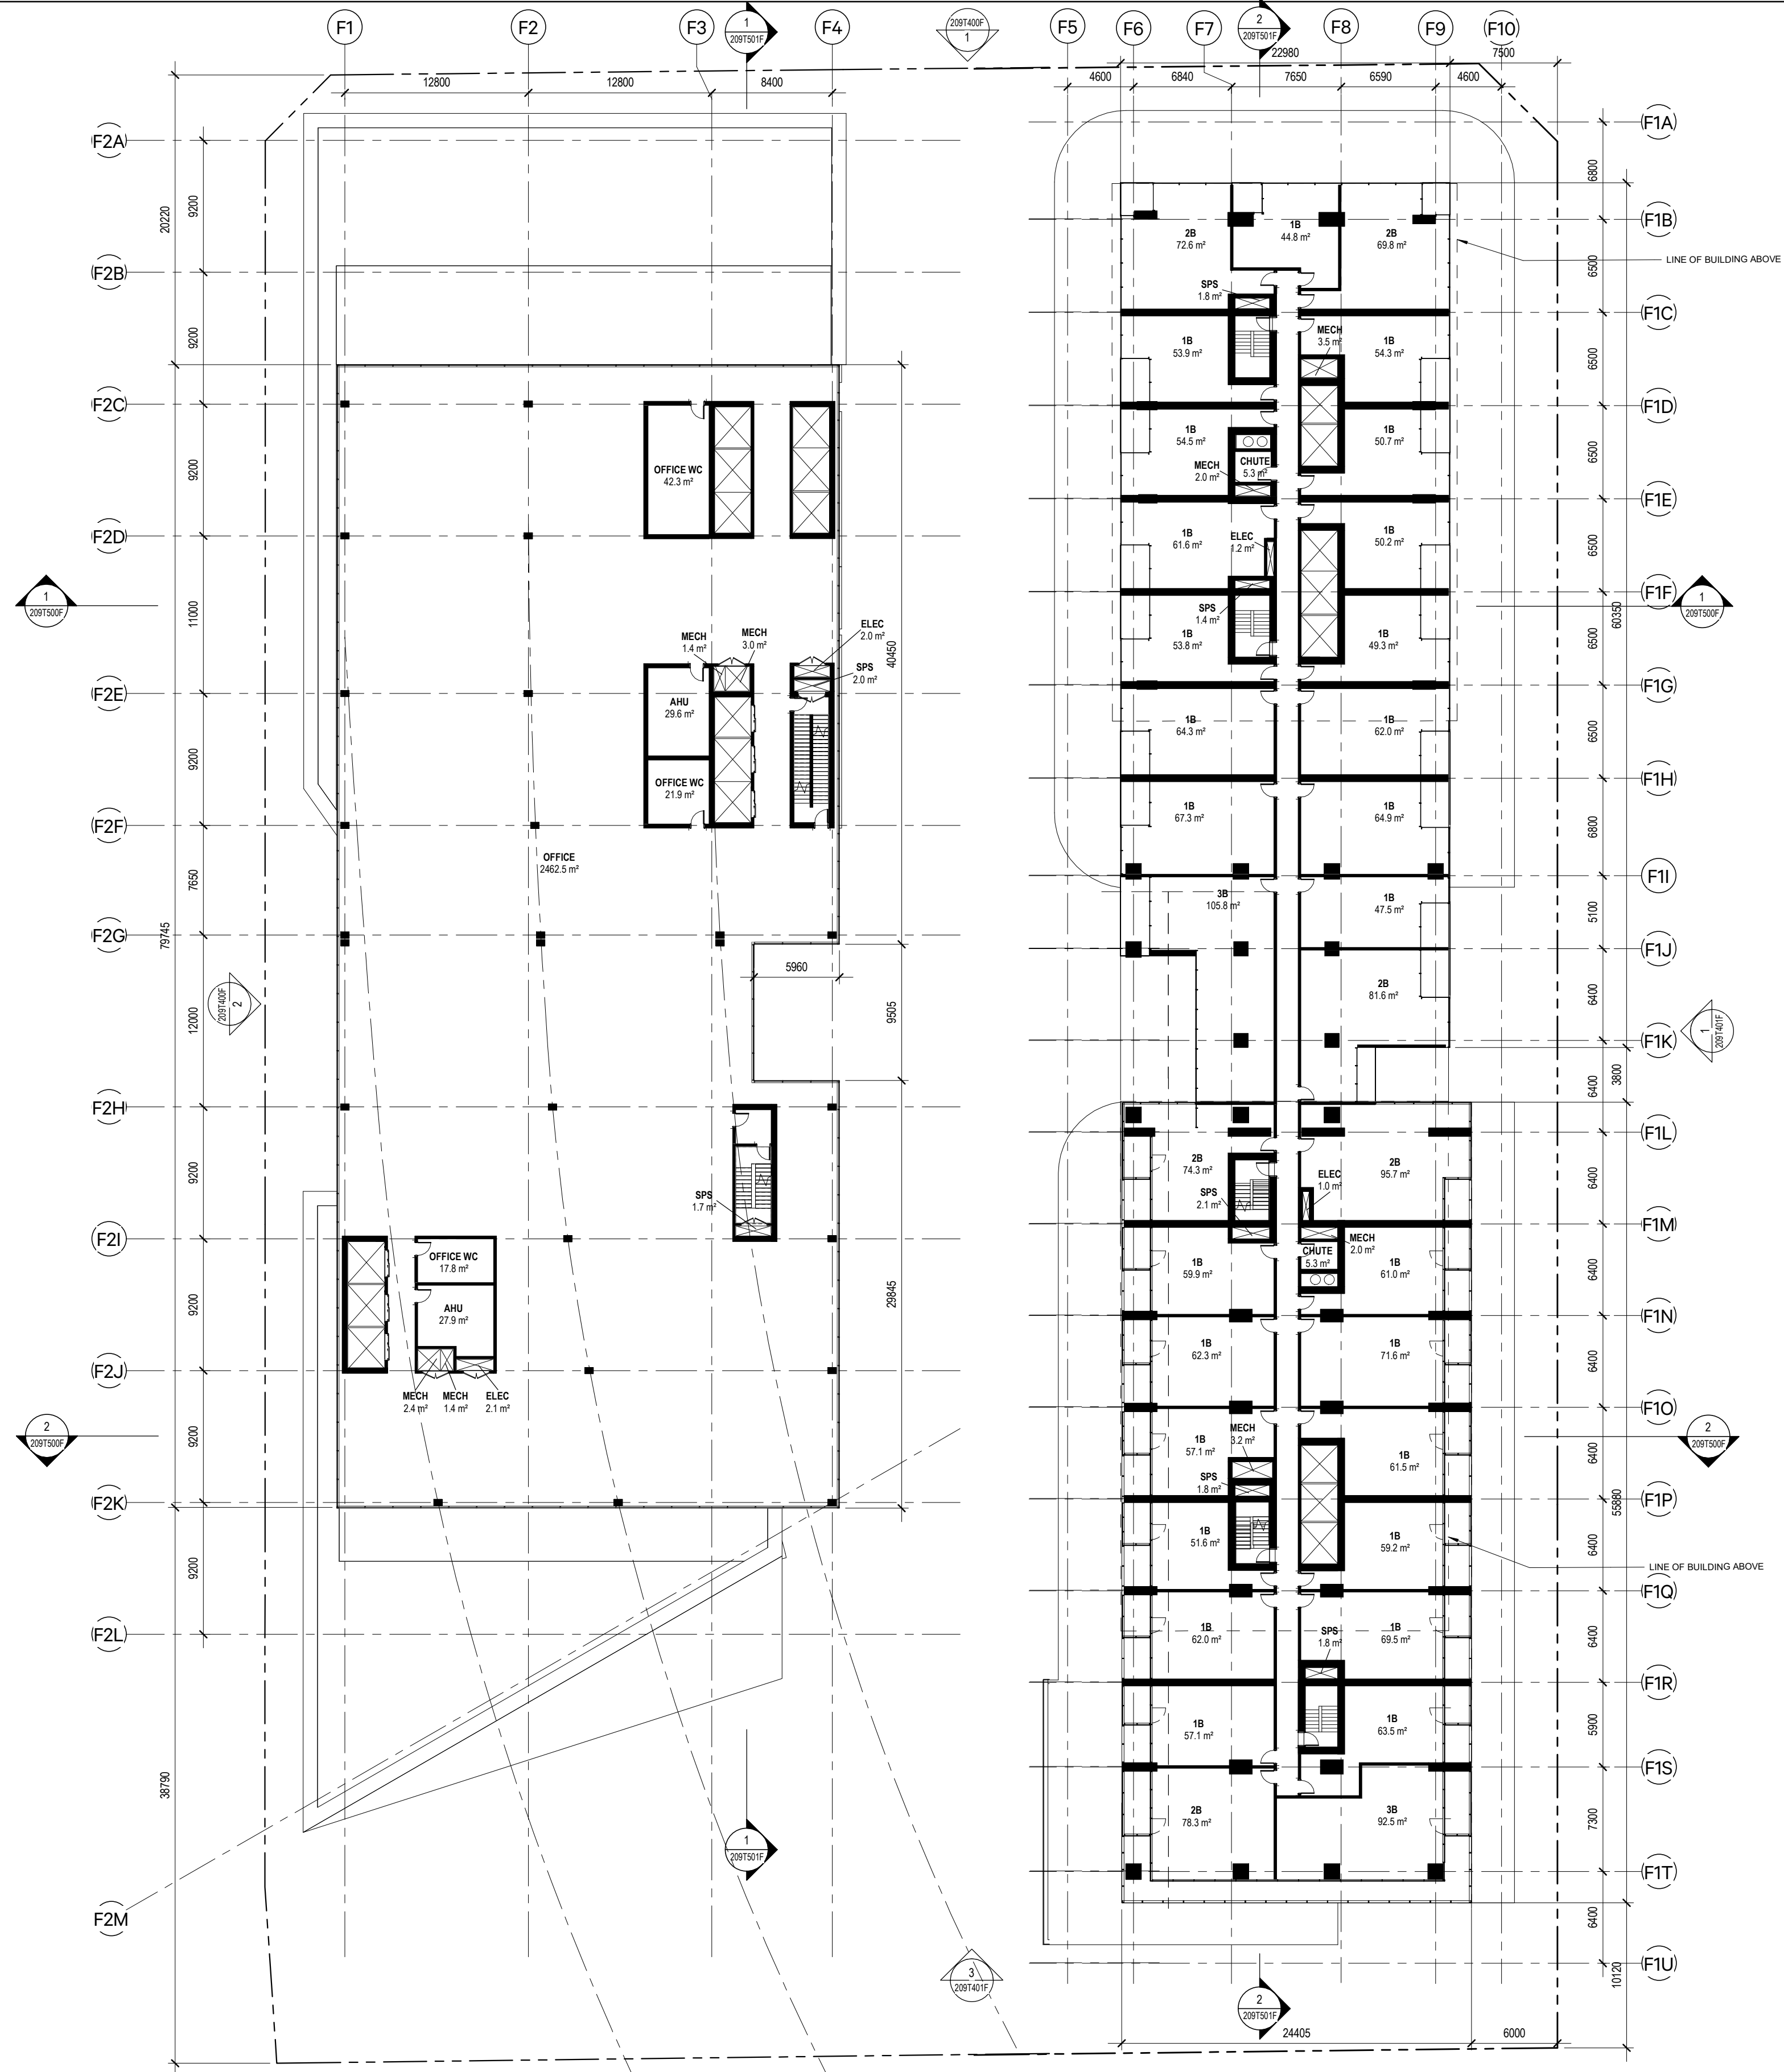 F1
F2
F3
1
209T501F
F4
209T400F
1
F5
F6
F7
2
209T501F
F8
F9
F10
22980
7500
12800
12800
8400
4600
6840
7650
6590
4600
F2A
F2B
F2C
F2D
F2E
F2F
F2G
F2H
F2I
F2J
F2K
F2L
F2M
20220
79745
38790
9200
9200
9200
11000
9200
7650
12000
9200
9200
9200
9200
1
209T500F
2
209T400F
2
209T500F
OFFICE WC
42.3 m²
MECH
1.4 m²
MECH
3.0 m²
ELEC
2.0 m²
SPS
2.0 m²
40450
AHU
29.6 m²
OFFICE WC
21.9 m²
OFFICE
2462.5 m²
5960
9505
SPS
1.7 m²
OFFICE WC
17.8 m²
AHU
27.9 m²
MECH
2.4 m²
MECH
1.4 m²
ELEC
2.1 m²
29845
1
209T501F
3
209T401F
2B
72.6 m²
1B
44.8 m²
2B
69.8 m²
LINE OF BUILDING ABOVE
SPS
1.8 m²
1B
53.9 m²
MECH
3.5 m²
1B
54.3 m²
1B
54.5 m²
MECH
2.0 m²
CHUTE
5.3 m²
1B
50.7 m²
1B
61.6 m²
ELEC
1.2 m²
1B
50.2 m²
SPS
1.4 m²
1B
53.8 m²
1B
49.3 m²
1B
64.3 m²
1B
62.0 m²
1B
67.3 m²
1B
64.9 m²
3B
105.8 m²
1B
47.5 m²
2B
81.6 m²
2B
74.3 m²
SPS
2.1 m²
ELEC
1.0 m²
2B
95.7 m²
1B
59.9 m²
CHUTE
5.3 m²
MECH
2.0 m²
1B
61.0 m²
1B
62.3 m²
1B
71.6 m²
1B
57.1 m²
MECH
3.2 m²
SPS
1.8 m²
1B
61.5 m²
1B
51.6 m²
1B
59.2 m²
LINE OF BUILDING ABOVE
1B
62.0 m²
SPS
1.8 m²
1B
69.5 m²
1B
57.1 m²
1B
63.5 m²
2B
78.3 m²
3B
92.5 m²
F1A
F1B
F1C
F1D
F1E
F1F
F1G
F1H
F1I
F1J
F1K
F1L
F1M
F1N
F1O
F1P
F1Q
F1R
F1S
F1T
F1U
6800
6500
6500
6500
6500
6500
6500
6800
5100
6400
6400
6400
6400
6400
6400
6400
6400
5900
7300
6400
60350
3800
55880
10120
1
209T500F
1
209T401F
2
209T500F
2
209T501F
24405
6000